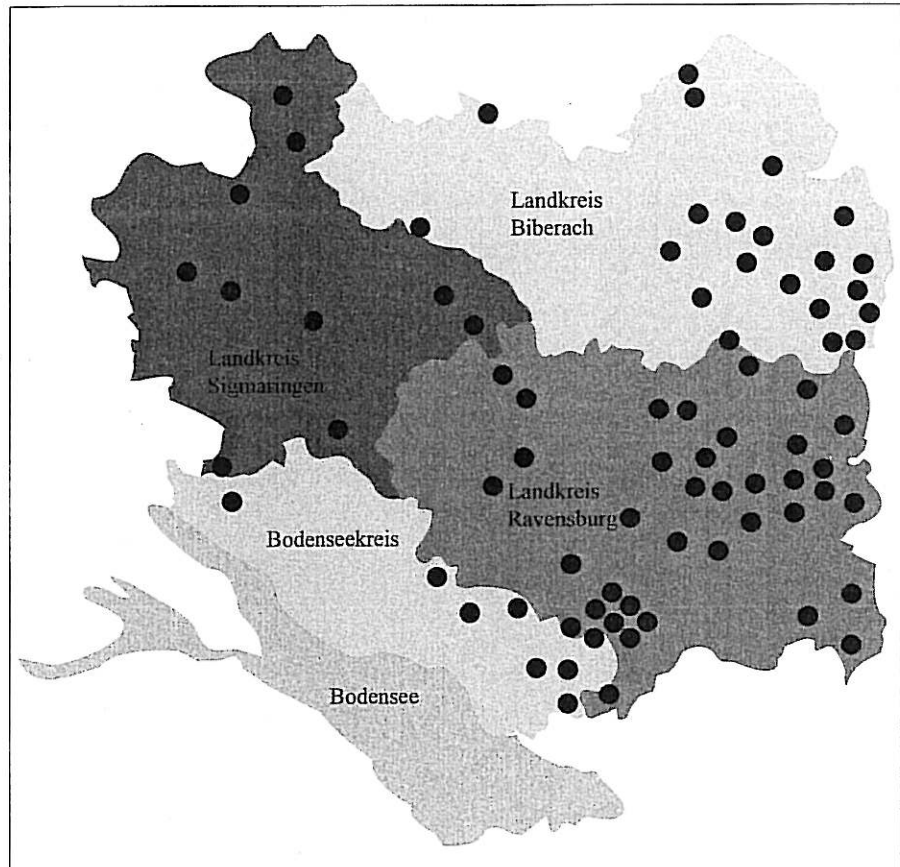 Landkreis
Biberach
Landkreis
Sigmaringen
Landkreis
Ravensburg
Bodenseekreis
Bodensee